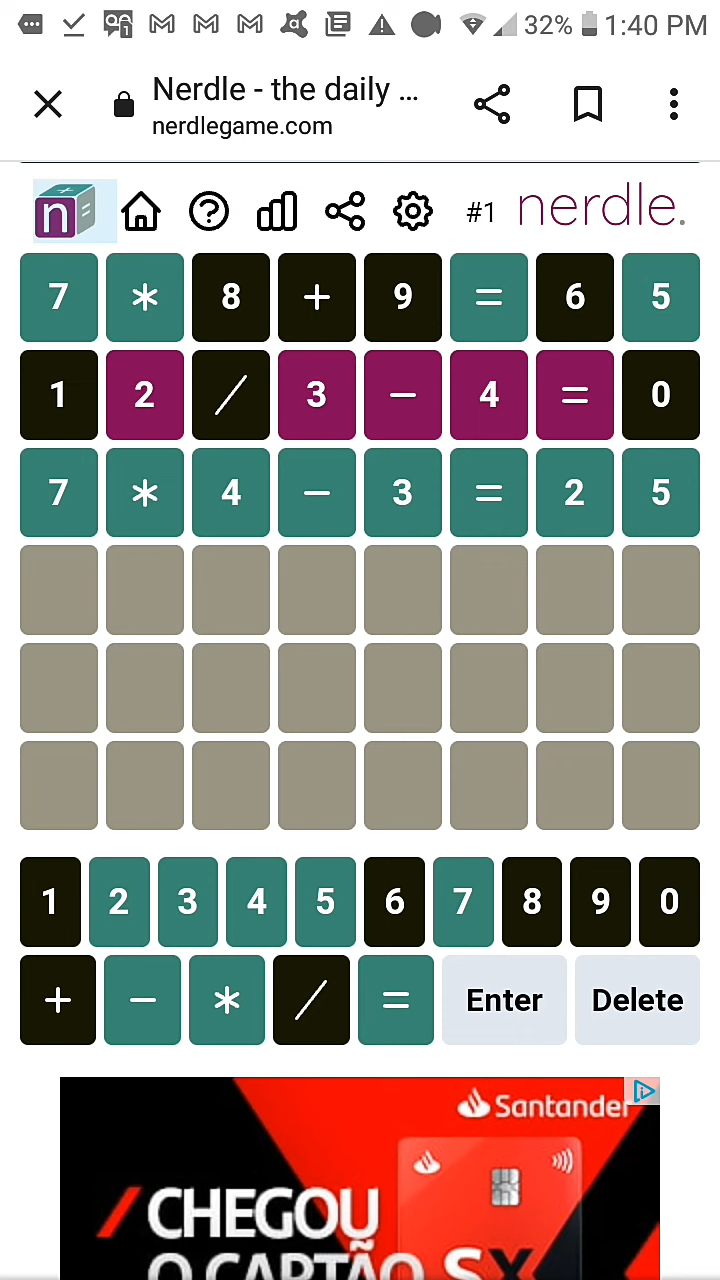 32% 1:40 PM
Nerdle - the daily ...
nerdlegame.com
n #1 nerdle.
7 * 8 + 9 = 6 5
1 2 / 3 - 4 = 0
7 * 4 - 3 = 2 5
1 2 3 4 5 6 7 8 9 0
+ - * / = Enter Delete
Santander
CHEGOU
O CARTÃO SX